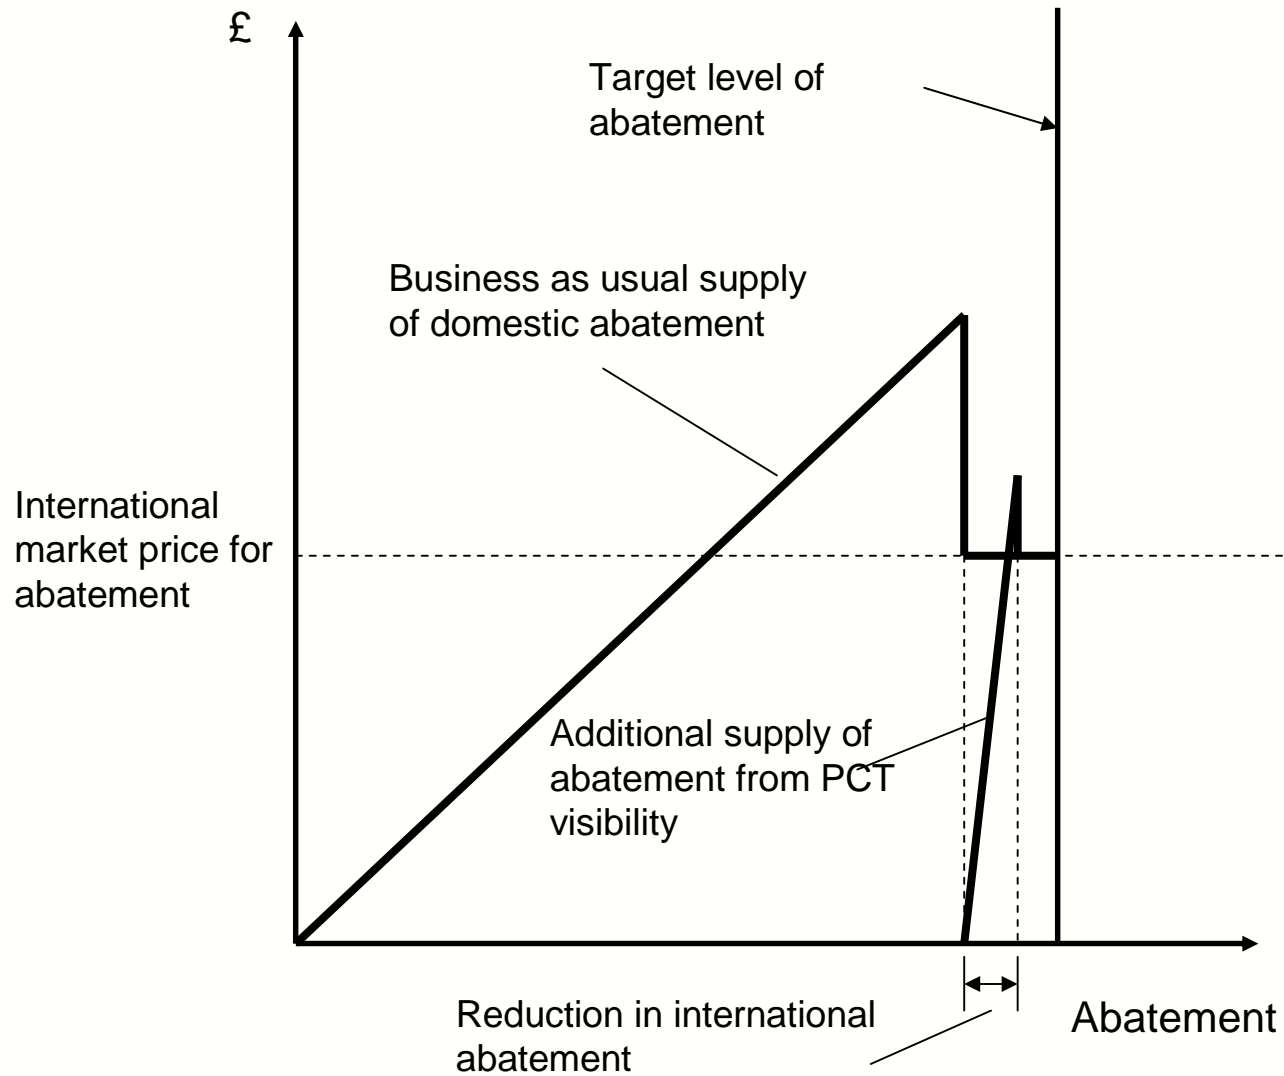 £
Target level of
abatement
Business as usual supply
of domestic abatement
International
market price for
abatement
Additional supply of
abatement from PCT
visibility
Reduction in international
abatement
Abatement